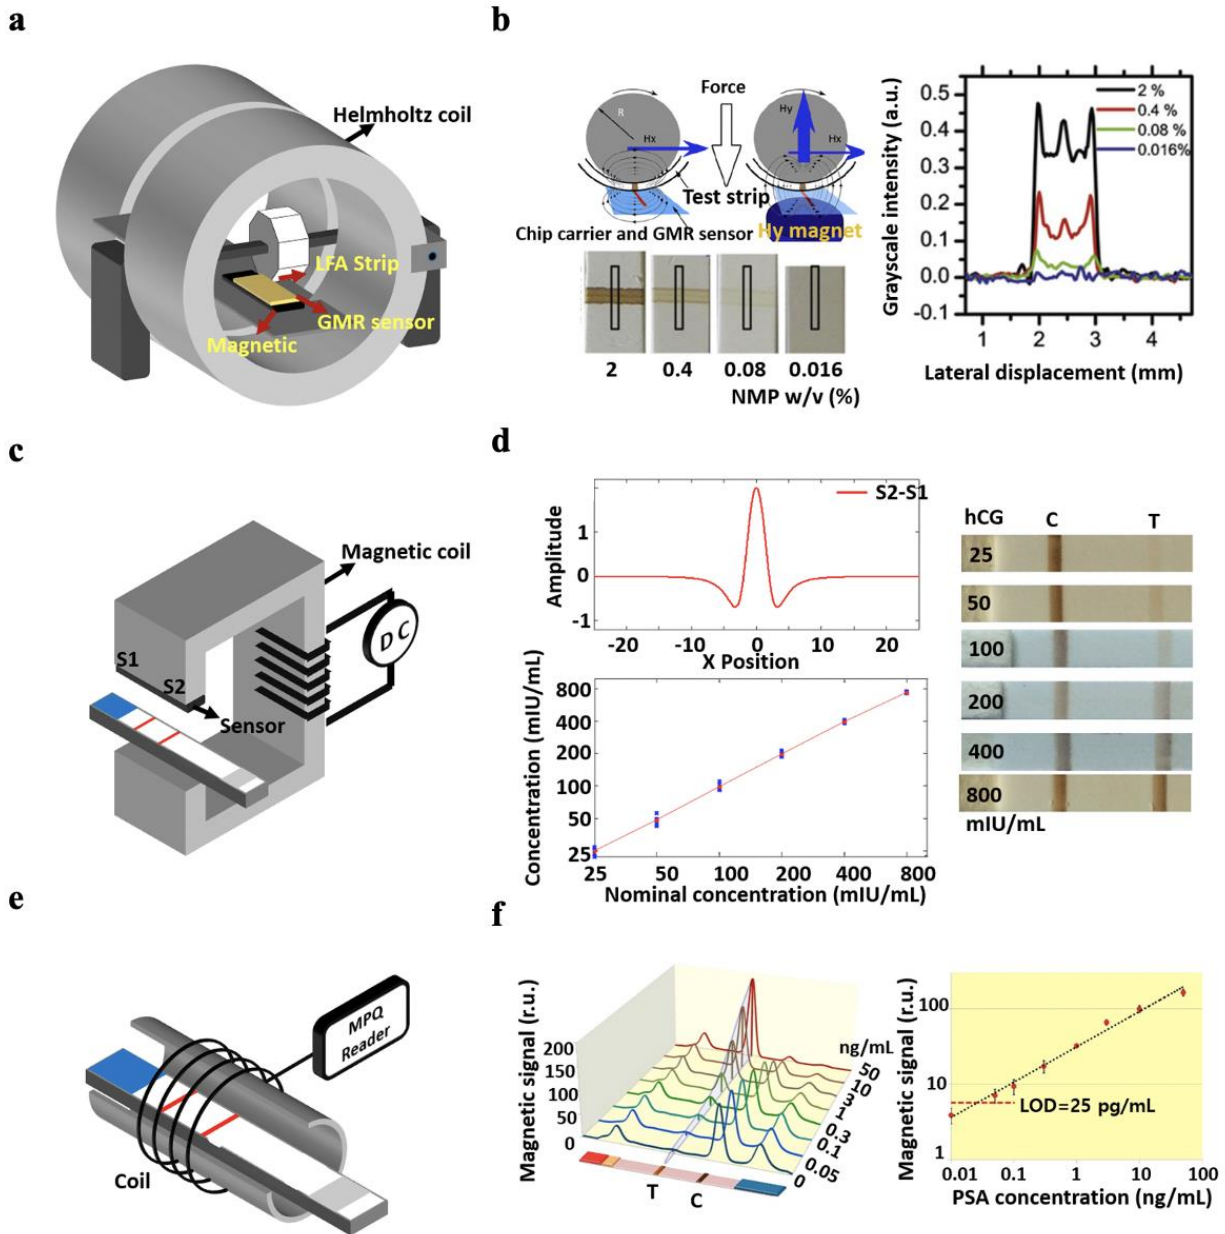 a
Helmholtz coil
LFA Strip
GMR sensor
Magnetic
b
Force
R
Hx
Hy
Hx
Test strip
Chip carrier and GMR sensor
Hy magnet
2
0.4
0.08
0.016
NMP w/v (%)
Grayscale intensity (a.u.)
0.5
0.4
0.3
0.2
0.1
0.0
-0.1
2 %
0.4 %
0.08 %
0.016%
1
2
3
4
Lateral displacement (mm)
c
Magnetic coil
D C
S1
S2
Sensor
d
Amplitude
1
0
-1
S2-S1
-20
-10
0
10
20
X Position
Concentration (mIU/mL)
800
400
200
100
50
25
25
50
100
200
400
800
Nominal concentration (mIU/mL)
hCG
C
T
25
50
100
200
400
800
mIU/mL
e
MPQ
Reader
Coil
f
Magnetic signal (r.u.)
200
150
100
50
0
ng/mL
50
10
3
1
0.3
0.1
0.05
0
T
C
Magnetic signal (r.u.)
100
10
1
LOD=25 pg/mL
0.01
0.1
1
10
100
PSA concentration (ng/mL)